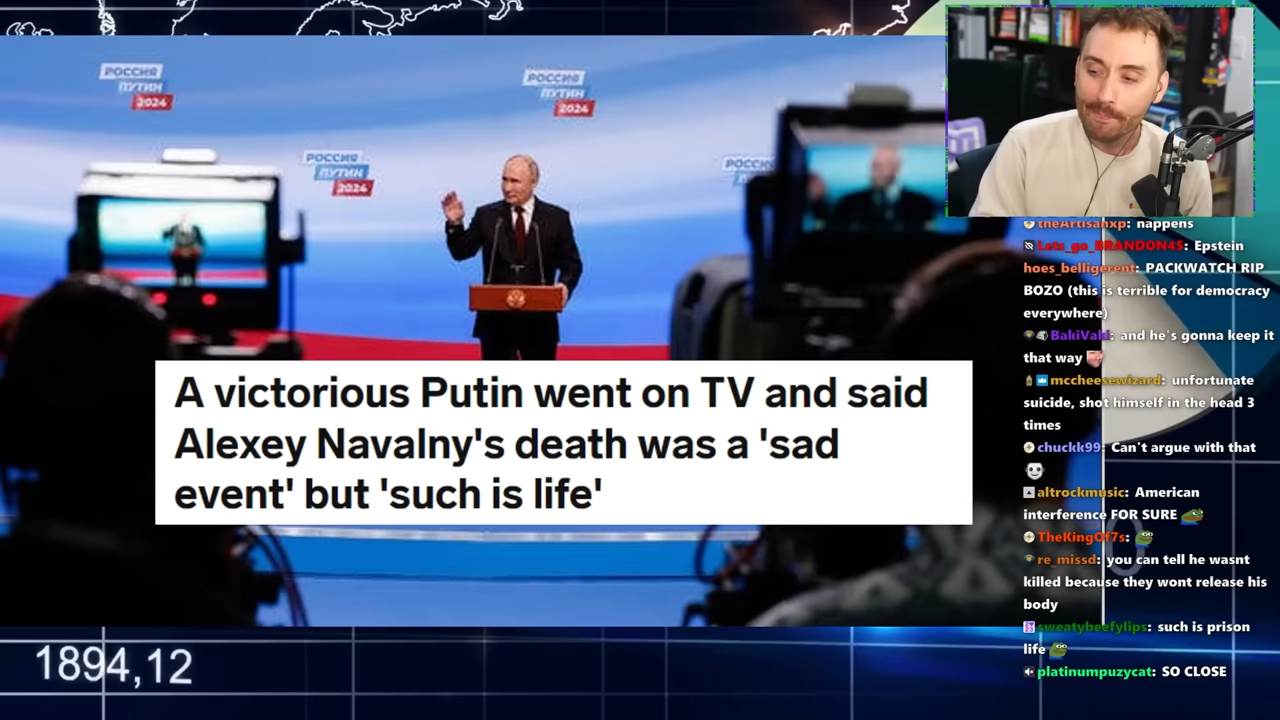 РОССИЯ
ПУТИН
2024
РОССИЯ
ПУТИН
2024
РОССИЯ
ПУТИН
2024
РОССИЯ
A victorious Putin went on TV and said
Alexey Navalny's death was a 'sad
event' but 'such is life'
1894,12
theArtisanxp: happens
Lets_go_BRANDON45: Epstein
hoes_belligerent: PACKWATCH RIP
BOZO (this is terrible for democracy
everywhere)
and he's gonna keep it
that way
mccheesewizard: unfortunate
suicide, shot himself in the head 3
times
chuckk99: Can't argue with that
altrockmusic: American
interference FOR SURE
TheKingOf7s:
re_missd: you can tell he wasnt
killed because they wont release his
body
sweatybeefylips: such is prison
life
platinumpuzycat: SO CLOSE